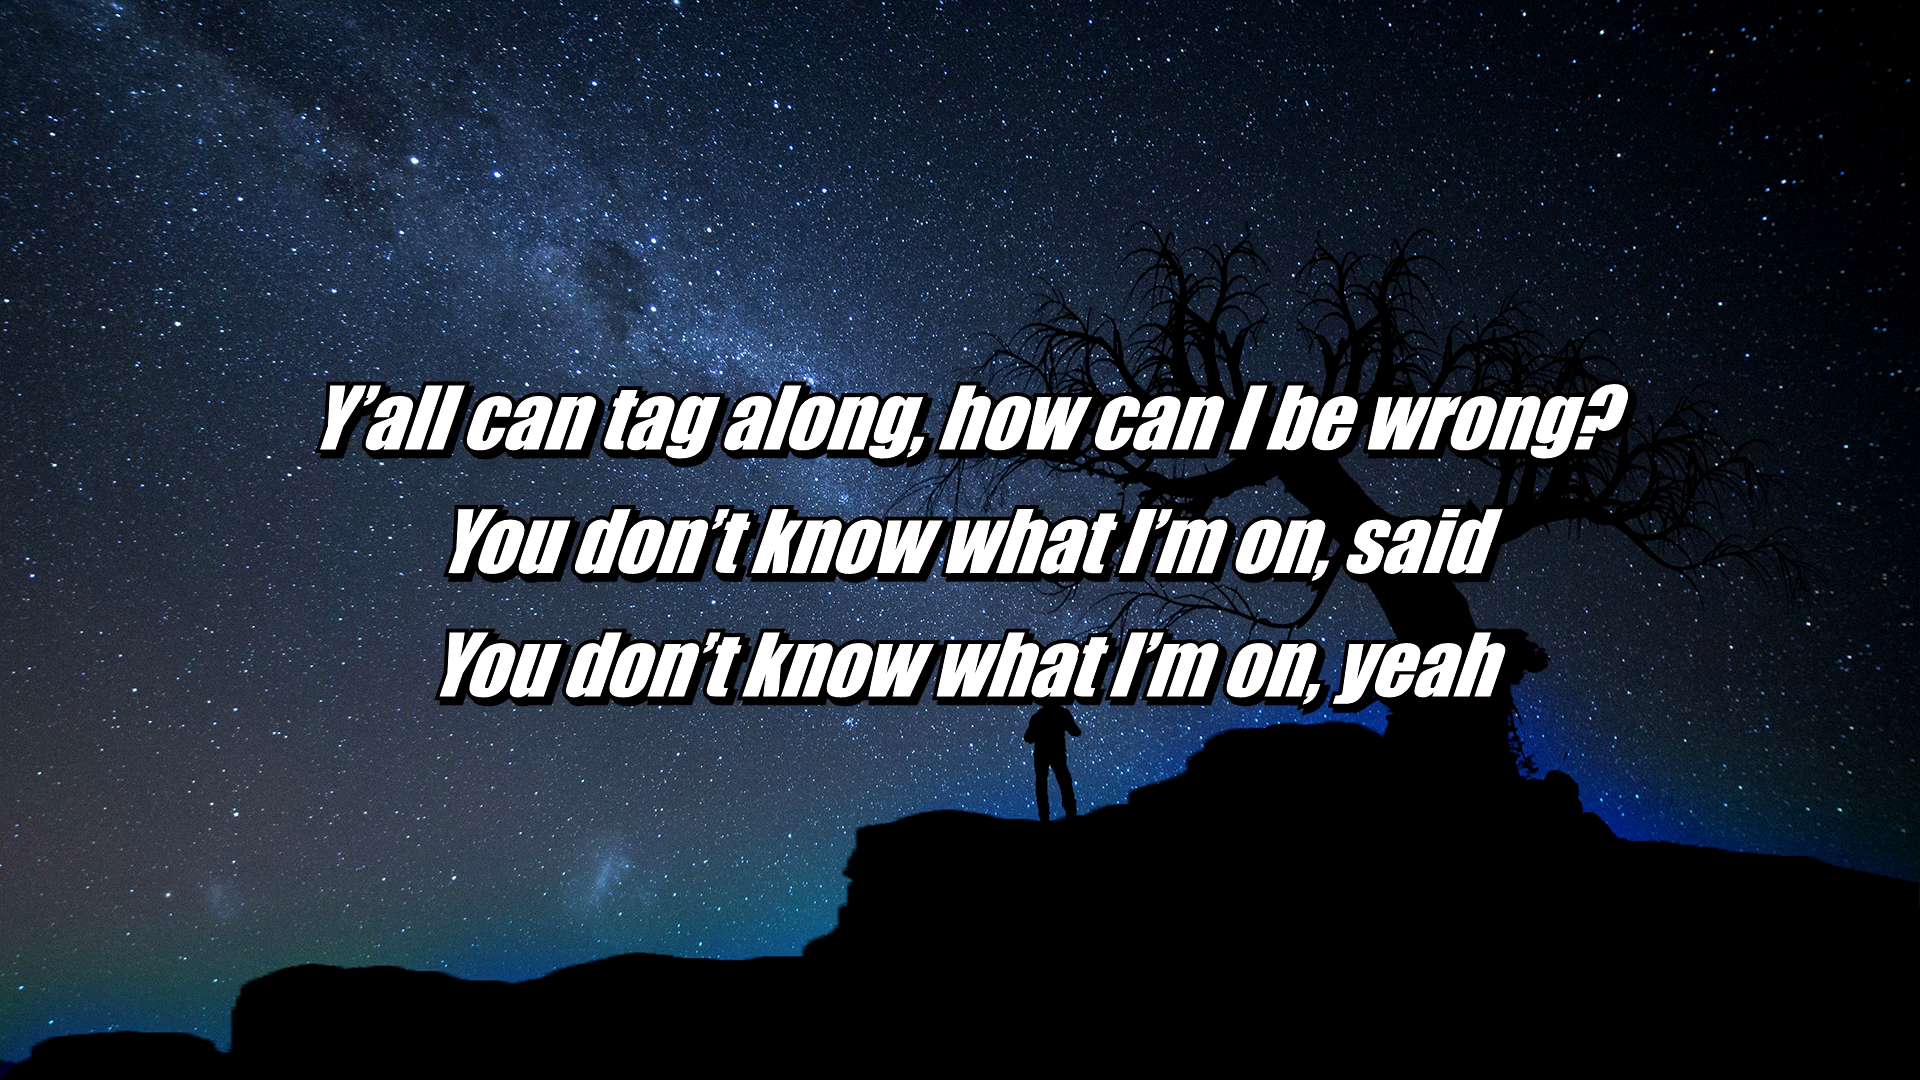 Y’all can tag along, how can I be wrong?
You don’t know what I’m on, said
You don’t know what I’m on, yeah